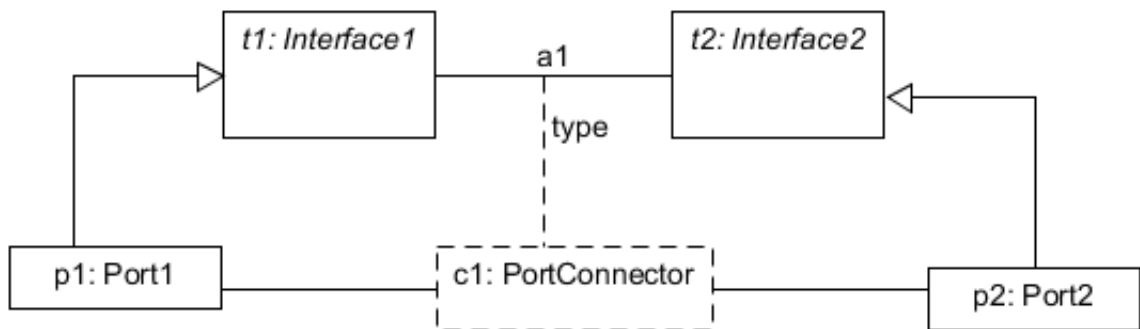 t1: Interface1
a1
t2: Interface2
type
p1: Port1
c1: PortConnector
p2: Port2